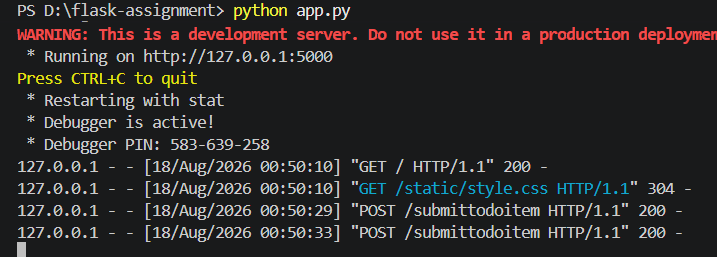 PS D:\flask-assignment> python app.py
WARNING: This is a development server. Do not use it in a production deploymen
 * Running on http://127.0.0.1:5000
Press CTRL+C to quit
 * Restarting with stat
 * Debugger is active!
 * Debugger PIN: 583-639-258
127.0.0.1 - - [18/Aug/2026 00:50:10] "GET / HTTP/1.1" 200 -
127.0.0.1 - - [18/Aug/2026 00:50:10] "GET /static/style.css HTTP/1.1" 304 -
127.0.0.1 - - [18/Aug/2026 00:50:29] "POST /submittodoitem HTTP/1.1" 200 -
127.0.0.1 - - [18/Aug/2026 00:50:33] "POST /submittodoitem HTTP/1.1" 200 -